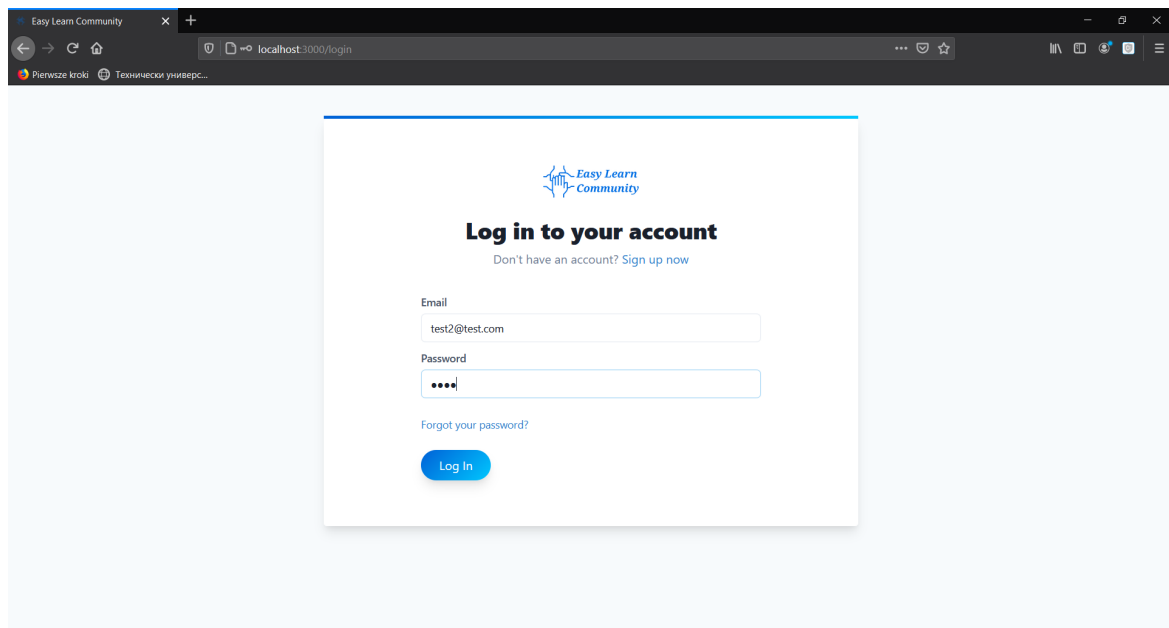 Easy Learn Community
localhost:3000/login
Pierwsze kroki
Технически универс...
Easy Learn
Community
Log in to your account
Don't have an account? Sign up now
Email
test2@test.com
Password
••••
Forgot your password?
Log In